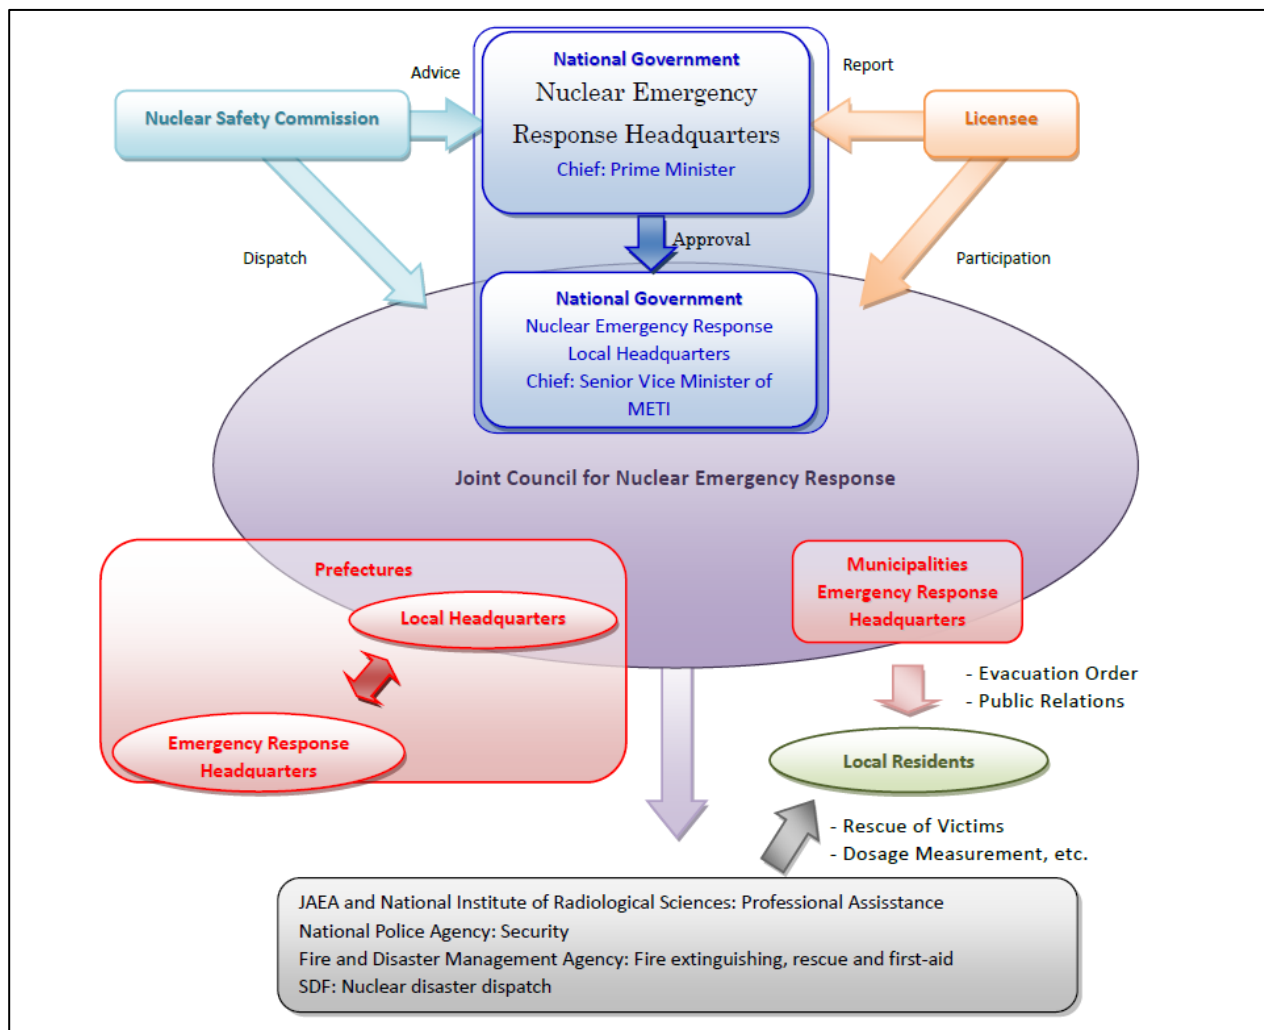 National Government
Nuclear Emergency
Response Headquarters
Chief: Prime Minister
Advice
Report
Nuclear Safety Commission
Licensee
Approval
Dispatch
Participation
National Government
Nuclear Emergency Response
Local Headquarters
Chief: Senior Vice Minister of
METI
Joint Council for Nuclear Emergency Response
Prefectures
Local Headquarters
Emergency Response
Headquarters
Municipalities
Emergency Response
Headquarters
- Evacuation Order
- Public Relations
Local Residents
- Rescue of Victims
- Dosage Measurement, etc.
JAEA and National Institute of Radiological Sciences: Professional Assisstance
National Police Agency: Security
Fire and Disaster Management Agency: Fire extinguishing, rescue and first-aid
SDF: Nuclear disaster dispatch